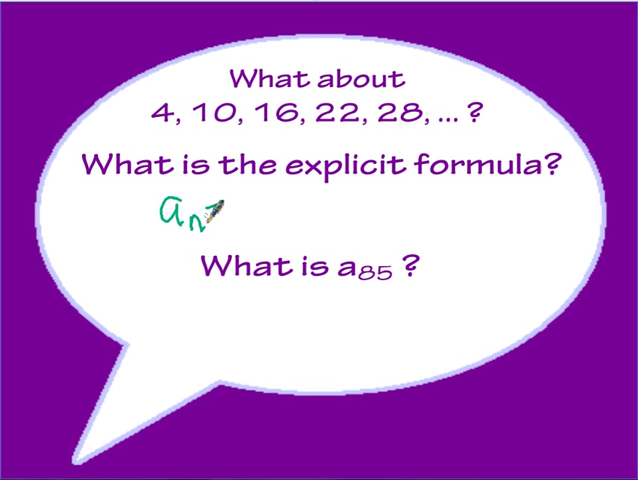 What about
4, 10, 16, 22, 28, ... ?
What is the explicit formula?
an
What is a85 ?